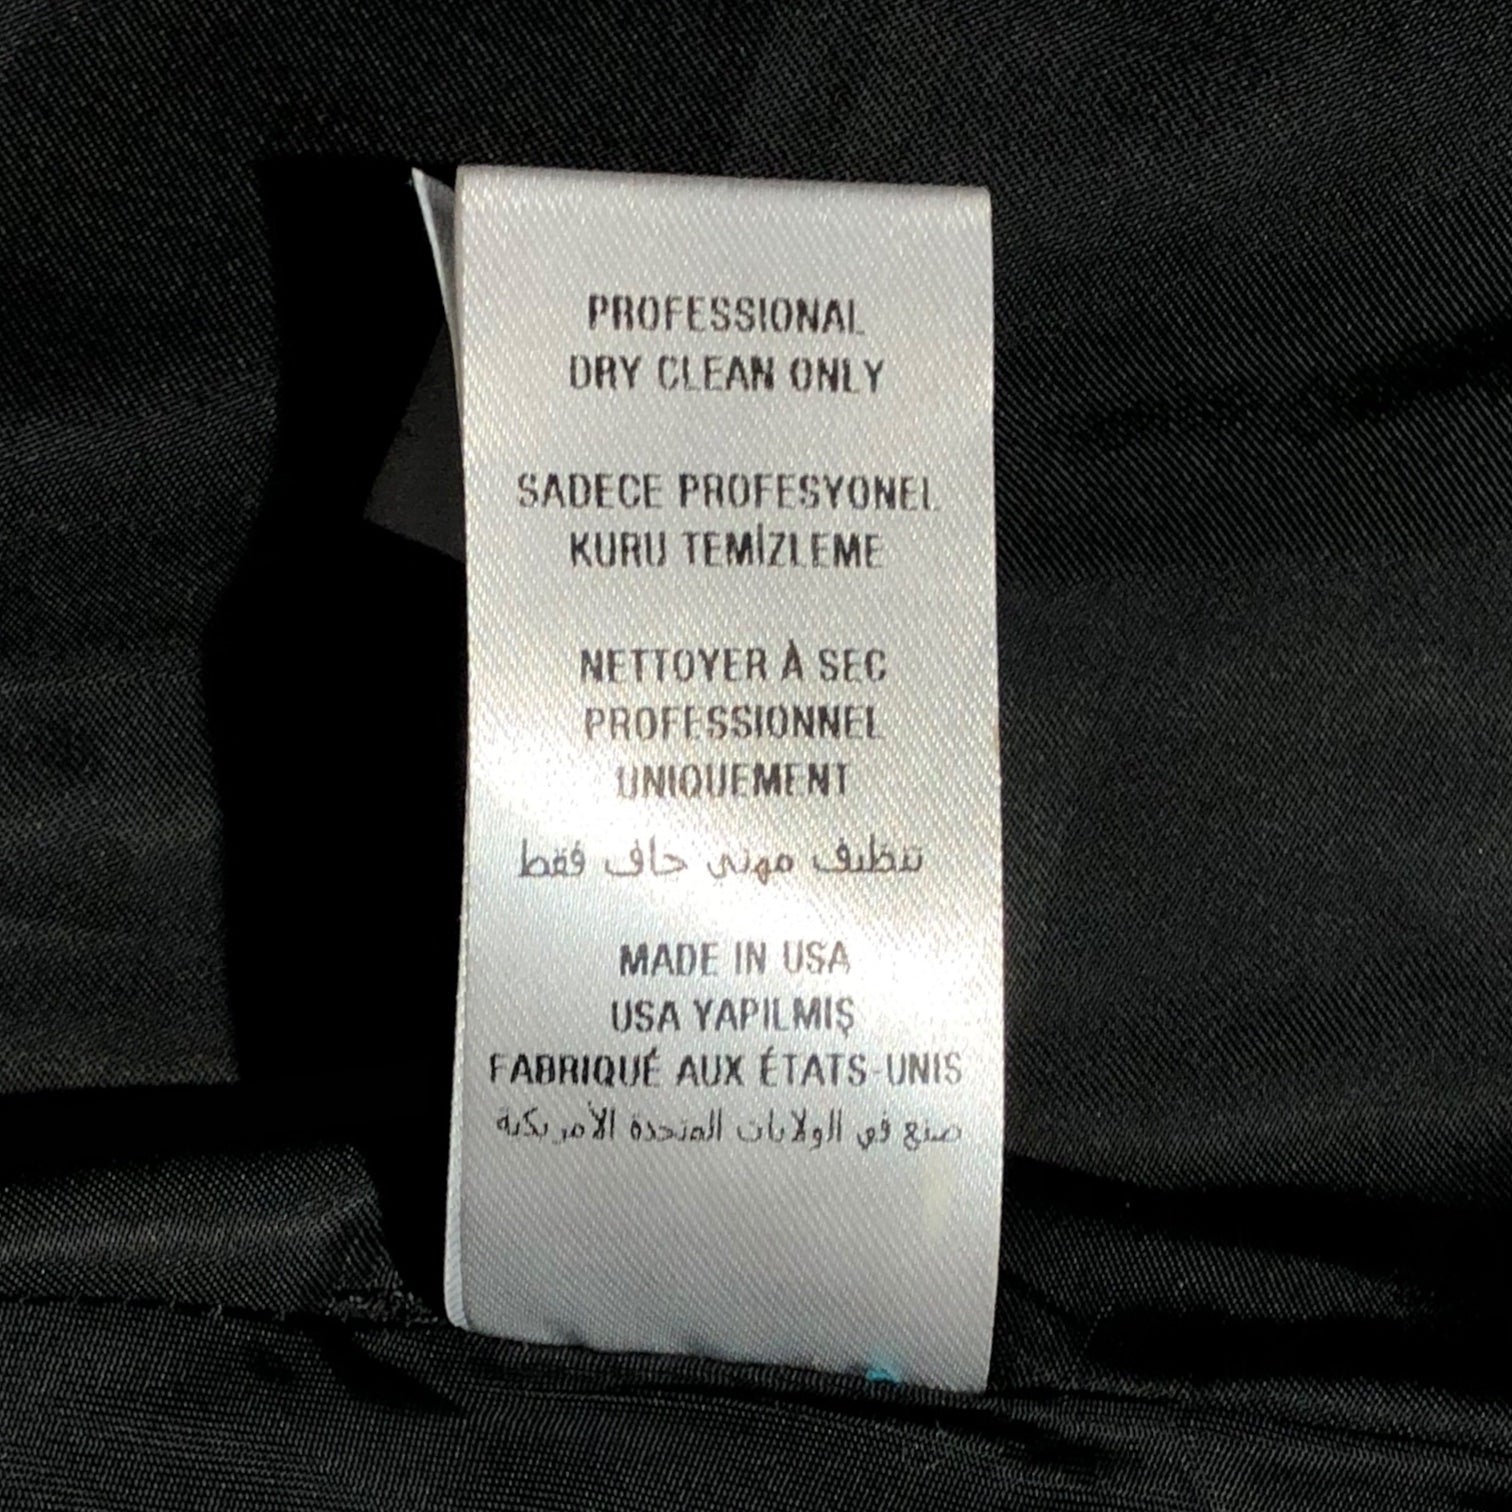 PROFESSIONAL
DRY CLEAN ONLY
SADECE PROFESYONEL
KURU TEMİZLEME
NETTOYER À SEC
PROFESSIONNEL
UNIQUEMENT
تنظيف مهني جاف فقط
MADE IN USA
USA YAPILMIŞ
FABRIQUÉ AUX ÉTATS-UNIS
صنع في الولايات المتحدة الأمريكية